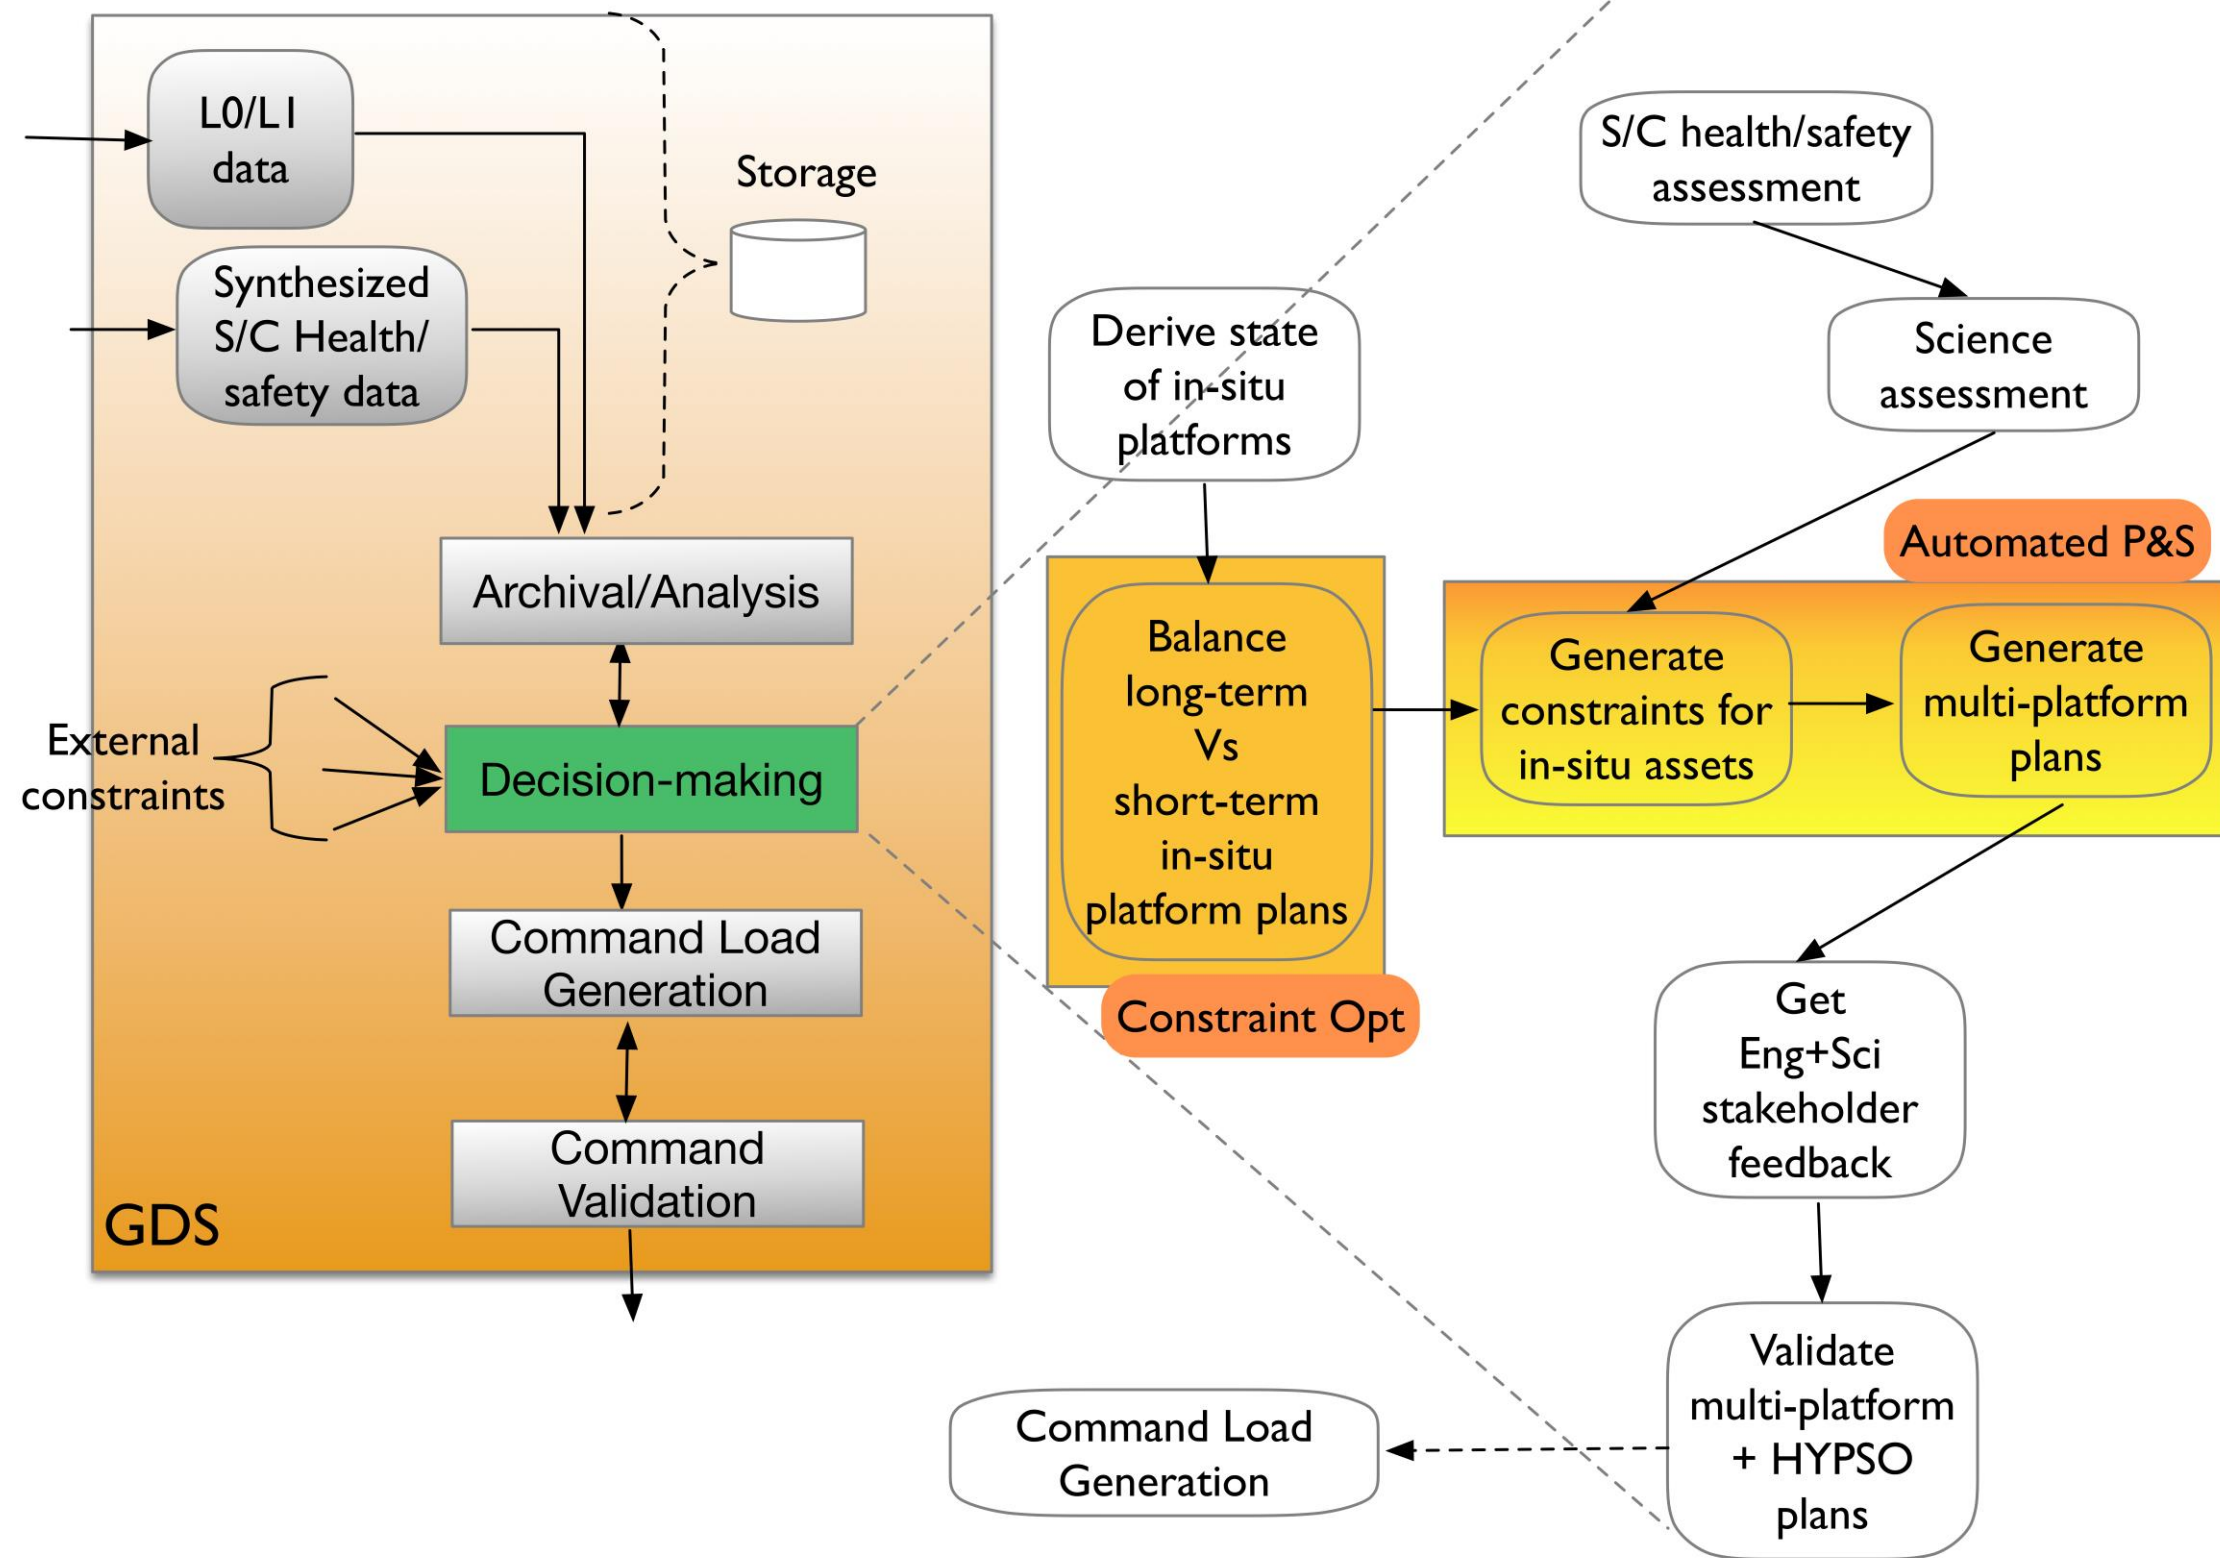 L0/L1
data
Synthesized
S/C Health/
safety data
Storage
Archival/Analysis
External
constraints
Decision-making
Command Load
Generation
Command
Validation
GDS
Derive state
of in-situ
platforms
Balance
long-term
Vs
short-term
in-situ
platform plans
Constraint Opt
S/C health/safety
assessment
Science
assessment
Automated P&S
Generate
constraints for
in-situ assets
Generate
multi-platform
plans
Get
Eng+Sci
stakeholder
feedback
Validate
multi-platform
+ HYPSO
plans
Command Load
Generation